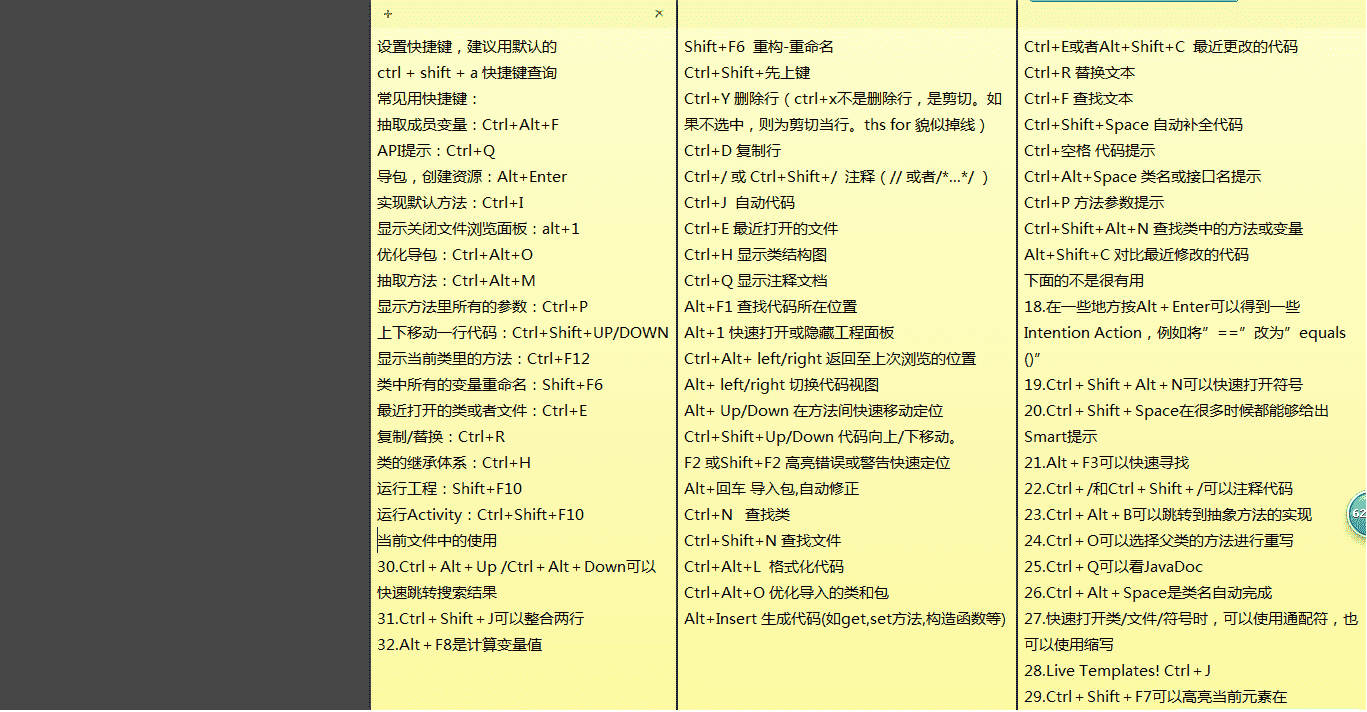 设置快捷键，建议用默认的
ctrl + shift + a 快捷键查询
常见用快捷键：
抽取成员变量：Ctrl+Alt+F
API提示：Ctrl+Q
导包，创建资源：Alt+Enter
实现默认方法：Ctrl+I
显示关闭文件浏览面板：alt+1
优化导包：Ctrl+Alt+O
抽取方法：Ctrl+Alt+M
显示方法里所有的参数：Ctrl+P
上下移动一行代码：Ctrl+Shift+UP/DOWN
显示当前类里的方法：Ctrl+F12
类中所有的变量重命名：Shift+F6
最近打开的类或者文件：Ctrl+E
复制/替换：Ctrl+R
类的继承体系：Ctrl+H
运行工程：Shift+F10
运行Activity：Ctrl+Shift+F10
当前文件中的使用
30.Ctrl＋Alt＋Up /Ctrl＋Alt＋Down可以
快速跳转搜索结果
31.Ctrl＋Shift＋J可以整合两行
32.Alt＋F8是计算变量值
Shift+F6  重构-重命名
Ctrl+Shift+先上键
Ctrl+Y 删除行（ctrl+x不是删除行，是剪切。如
果不选中，则为剪切当行。ths for 貌似掉线）
Ctrl+D 复制行
Ctrl+/ 或 Ctrl+Shift+/  注释（// 或者/*...*/ ）
Ctrl+J  自动代码
Ctrl+E 最近打开的文件
Ctrl+H 显示类结构图
Ctrl+Q 显示注释文档
Alt+F1 查找代码所在位置
Alt+1 快速打开或隐藏工程面板
Ctrl+Alt+ left/right 返回至上次浏览的位置
Alt+ left/right 切换代码视图
Alt+ Up/Down 在方法间快速移动定位
Ctrl+Shift+Up/Down 代码向上/下移动。
F2 或Shift+F2 高亮错误或警告快速定位
Alt+回车 导入包,自动修正
Ctrl+N   查找类
Ctrl+Shift+N 查找文件
Ctrl+Alt+L  格式化代码
Ctrl+Alt+O 优化导入的类和包
Alt+Insert 生成代码(如get,set方法,构造函数等)
Ctrl+E或者Alt+Shift+C  最近更改的代码
Ctrl+R 替换文本
Ctrl+F 查找文本
Ctrl+Shift+Space 自动补全代码
Ctrl+空格 代码提示
Ctrl+Alt+Space 类名或接口名提示
Ctrl+P 方法参数提示
Ctrl+Shift+Alt+N 查找类中的方法或变量
Alt+Shift+C 对比最近修改的代码
下面的不是很有用
18.在一些地方按Alt＋Enter可以得到一些
Intention Action，例如将”==”改为”equals
()”
19.Ctrl＋Shift＋Alt＋N可以快速打开符号
20.Ctrl＋Shift＋Space在很多时候都能够给出
Smart提示
21.Alt＋F3可以快速寻找
22.Ctrl＋/和Ctrl＋Shift＋/可以注释代码
23.Ctrl＋Alt＋B可以跳转到抽象方法的实现
24.Ctrl＋O可以选择父类的方法进行重写
25.Ctrl＋Q可以看JavaDoc
26.Ctrl＋Alt＋Space是类名自动完成
27.快速打开类/文件/符号时，可以使用通配符，也
可以使用缩写
28.Live Templates! Ctrl＋J
29.Ctrl＋Shift＋F7可以高亮当前元素在
62